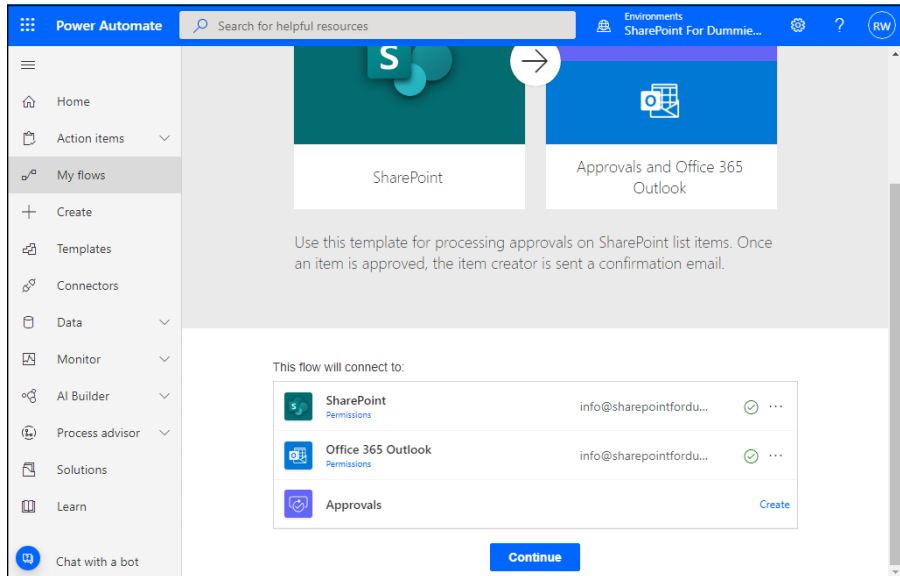 Power Automate
Search for helpful resources
Environments
SharePoint For Dummie...
?
RW
Home
Action items
My flows
Create
Templates
Connectors
Data
Monitor
AI Builder
Process advisor
Solutions
Learn
Chat with a bot
S
SharePoint
Approvals and Office 365
Outlook
Use this template for processing approvals on SharePoint list items. Once
an item is approved, the item creator is sent a confirmation email.
This flow will connect to:
S
SharePoint
Permissions
info@sharepointfordu...
Office 365 Outlook
Permissions
info@sharepointfordu...
Approvals
Create
Continue